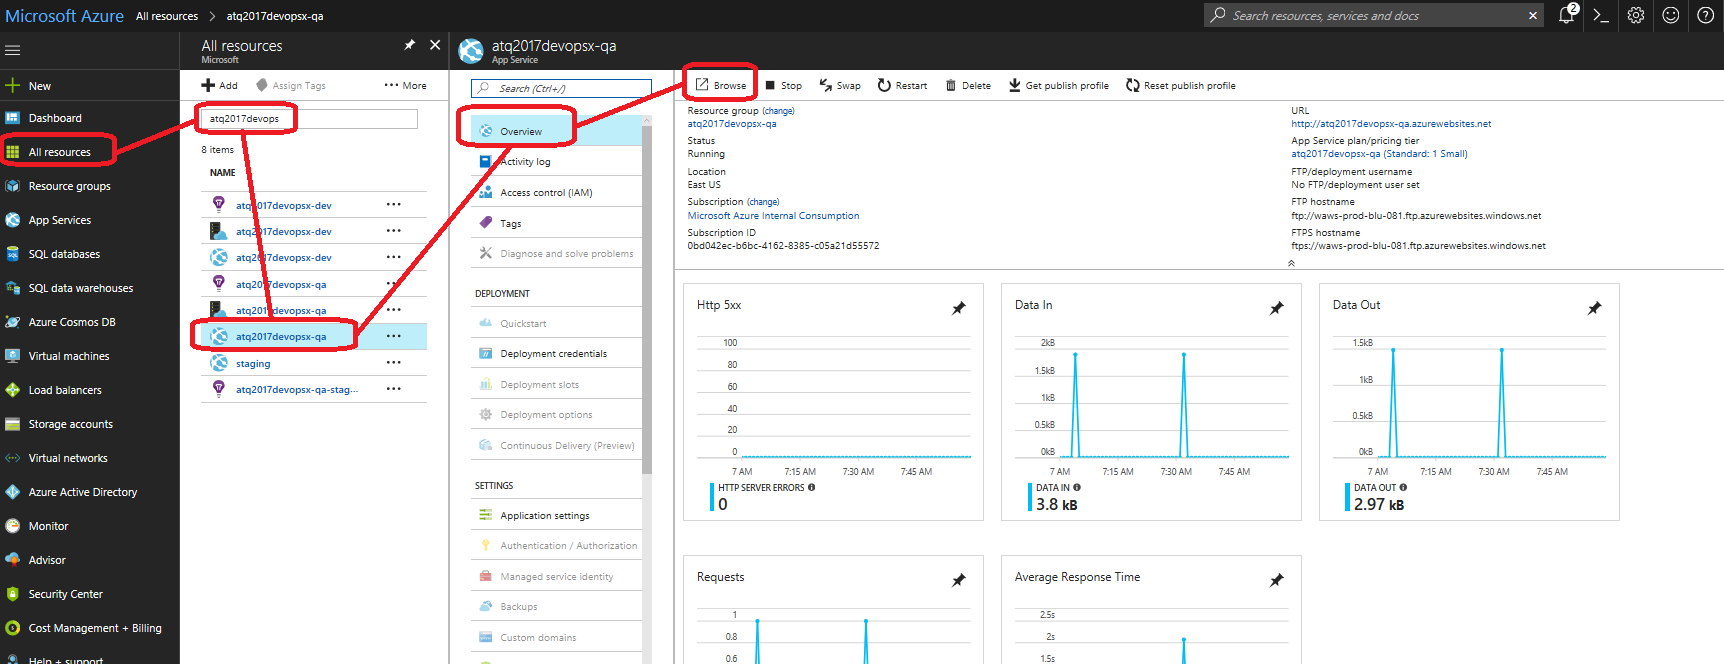 Microsoft Azure All resources > atq2017devopsx-qa
Search resources, services and docs
2
All resources
Microsoft
Add
Assign Tags
More
atq2017devops
8 items
NAME
atq2017devopsx-dev
atq2017devopsx-dev
atq2017devopsx-dev
atq2017devopsx-qa
atq2017devopsx-qa
atq2017devopsx-qa
staging
atq2017devopsx-qa-stag...
New
Dashboard
All resources
Resource groups
App Services
SQL databases
SQL data warehouses
Azure Cosmos DB
Virtual machines
Load balancers
Storage accounts
Virtual networks
Azure Active Directory
Monitor
Advisor
Security Center
Cost Management + Billing
Help + support
atq2017devopsx-qa
App Service
Search (Ctrl+/)
Overview
Activity log
Access control (IAM)
Tags
Diagnose and solve problems
DEPLOYMENT
Quickstart
Deployment credentials
Deployment slots
Deployment options
Continuous Delivery (Preview)
SETTINGS
Application settings
Authentication / Authorization
Managed service identity
Backups
Custom domains
Browse
Stop
Swap
Restart
Delete
Get publish profile
Reset publish profile
Resource group (change)
atq2017devopsx-qa
Status
Running
Location
East US
Subscription (change)
Microsoft Azure Internal Consumption
Subscription ID
0bd042ec-b6bc-4162-8385-c05a21d55572
URL
http://atq2017devopsx-qa.azurewebsites.net
App Service plan/pricing tier
atq2017devopsx-qa (Standard: 1 Small)
FTP/deployment username
No FTP/deployment user set
FTP hostname
ftp://waws-prod-blu-081.ftp.azurewebsites.windows.net
FTPS hostname
ftps://waws-prod-blu-081.ftp.azurewebsites.windows.net
Http 5xx
100
80
60
40
20
0
7 AM 7:15 AM 7:30 AM 7:45 AM
HTTP SERVER ERRORS
0
Data In
2kB
1.5kB
1kB
0.5kB
0kB
7 AM 7:15 AM 7:30 AM 7:45 AM
DATA IN
3.8 kB
Data Out
1.5kB
1kB
0.5kB
0kB
7 AM 7:15 AM 7:30 AM 7:45 AM
DATA OUT
2.97 kB
Requests
1
0.8
0.6
Average Response Time
2.5s
2s
1.5s